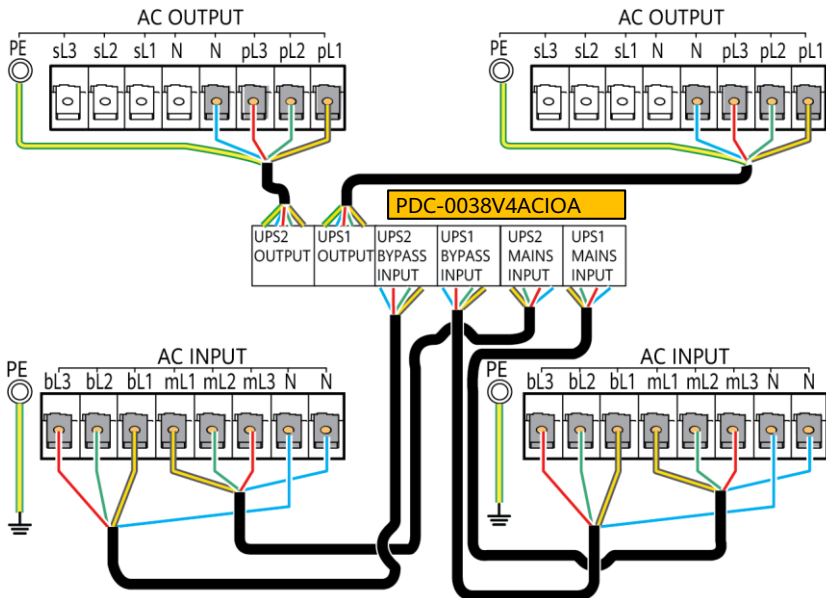 AC OUTPUT
AC OUTPUT
PE sL3 sL2 sL1 N N pL3 pL2 pL1
PE sL3 sL2 sL1 N N pL3 pL2 pL1
PDC-0038V4ACIOA
UPS2 OUTPUT
UPS1 OUTPUT
UPS2 BYPASS INPUT
UPS1 BYPASS INPUT
UPS2 MAINS INPUT
UPS1 MAINS INPUT
AC INPUT
AC INPUT
PE bL3 bL2 bL1 mL1 mL2 mL3 N N
PE bL3 bL2 bL1 mL1 mL2 mL3 N N